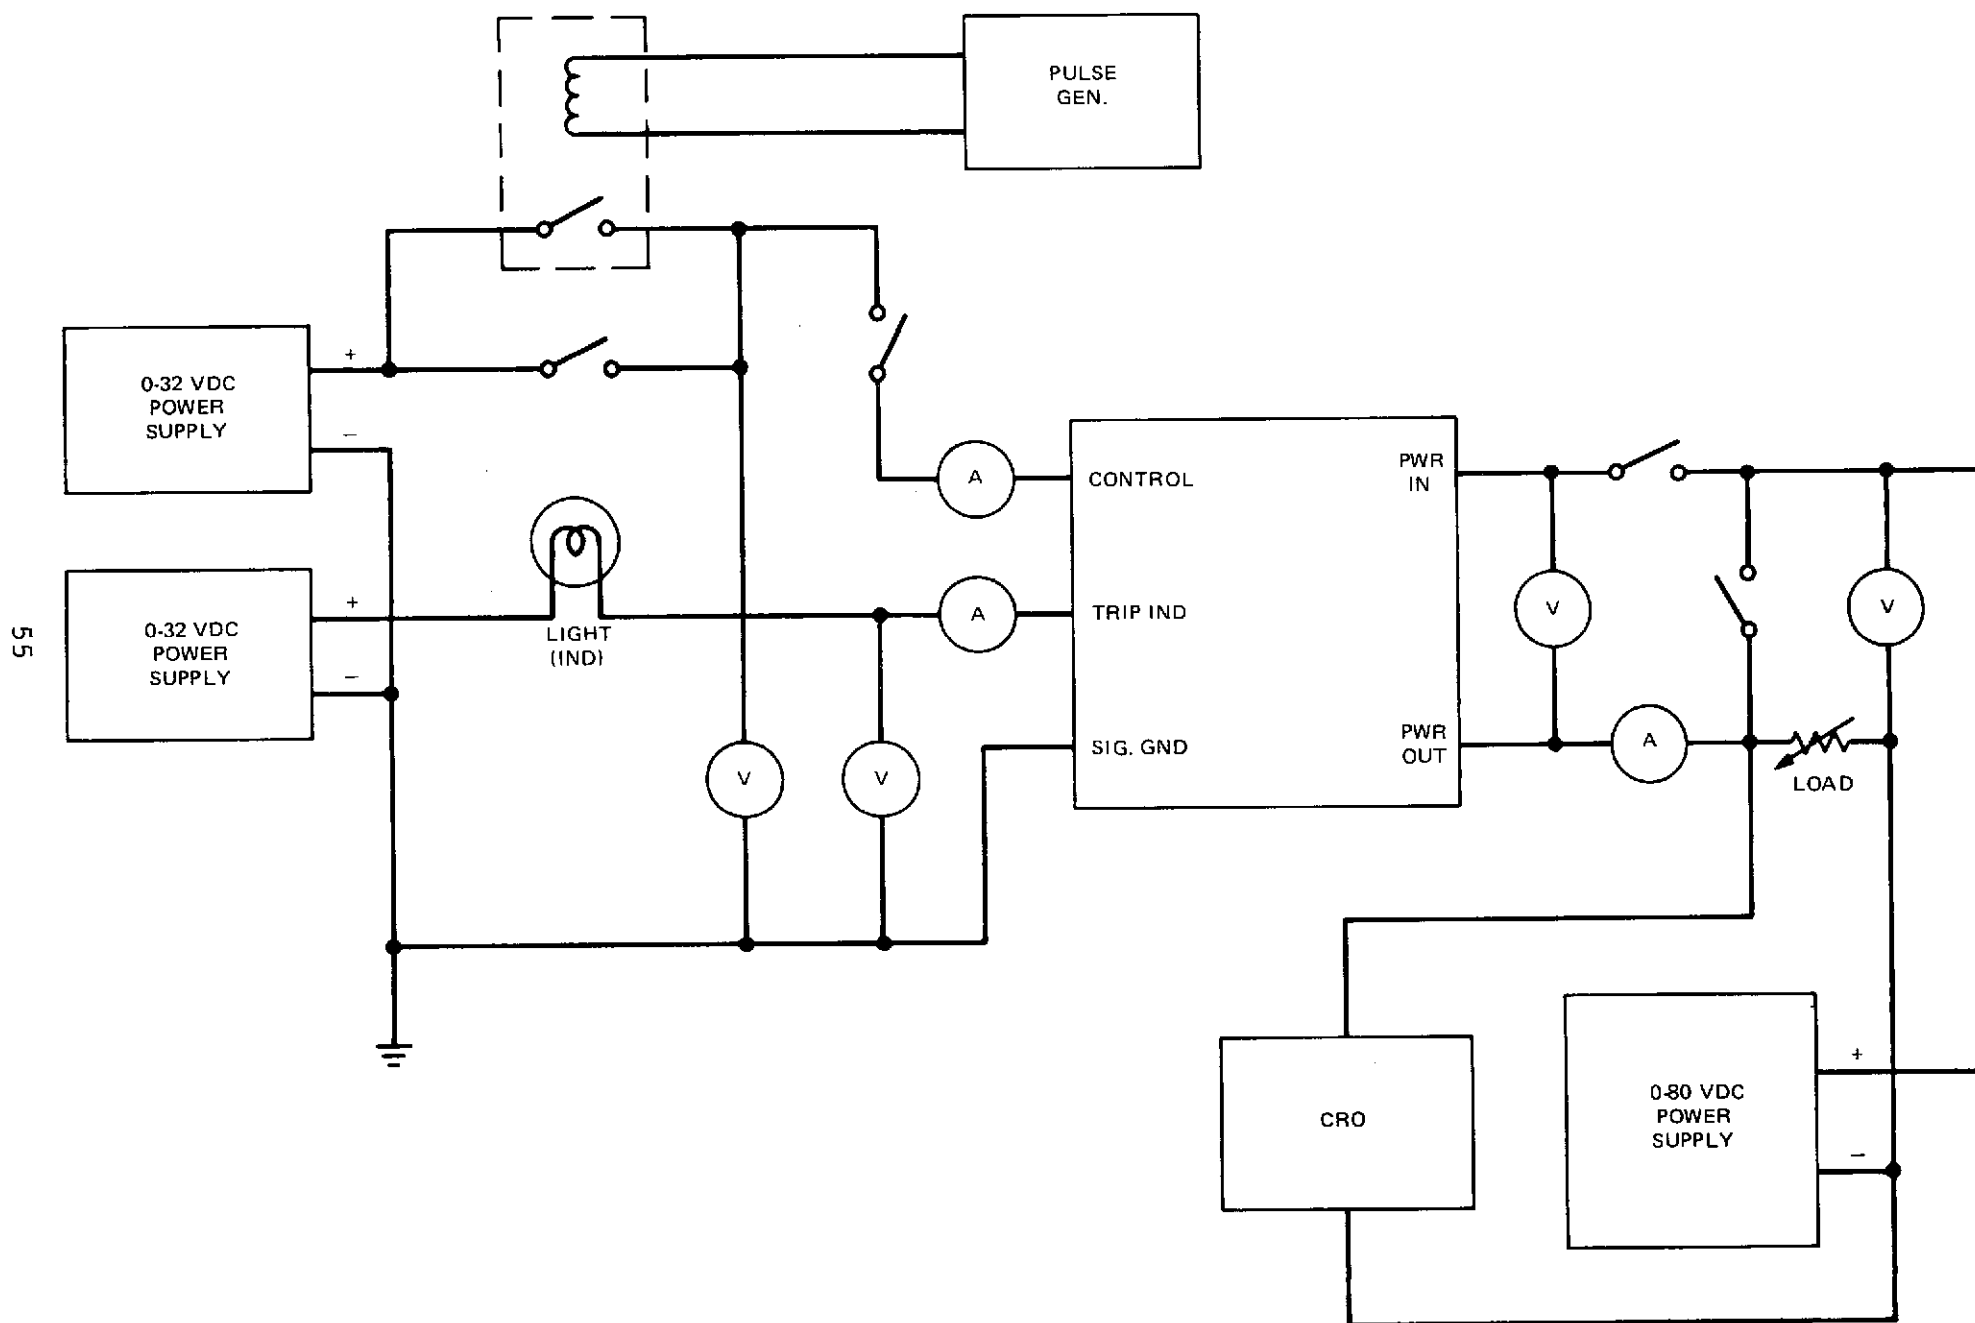 PULSE
GEN.
+
0-32 VDC
POWER
SUPPLY
−
A
CONTROL
PWR
IN
+
0-32 VDC
POWER
SUPPLY
−
LIGHT
(IND)
A
TRIP IND
V
V
V
V
SIG. GND
PWR
OUT
A
LOAD
CRO
0-80 VDC
POWER
SUPPLY
+
−
55